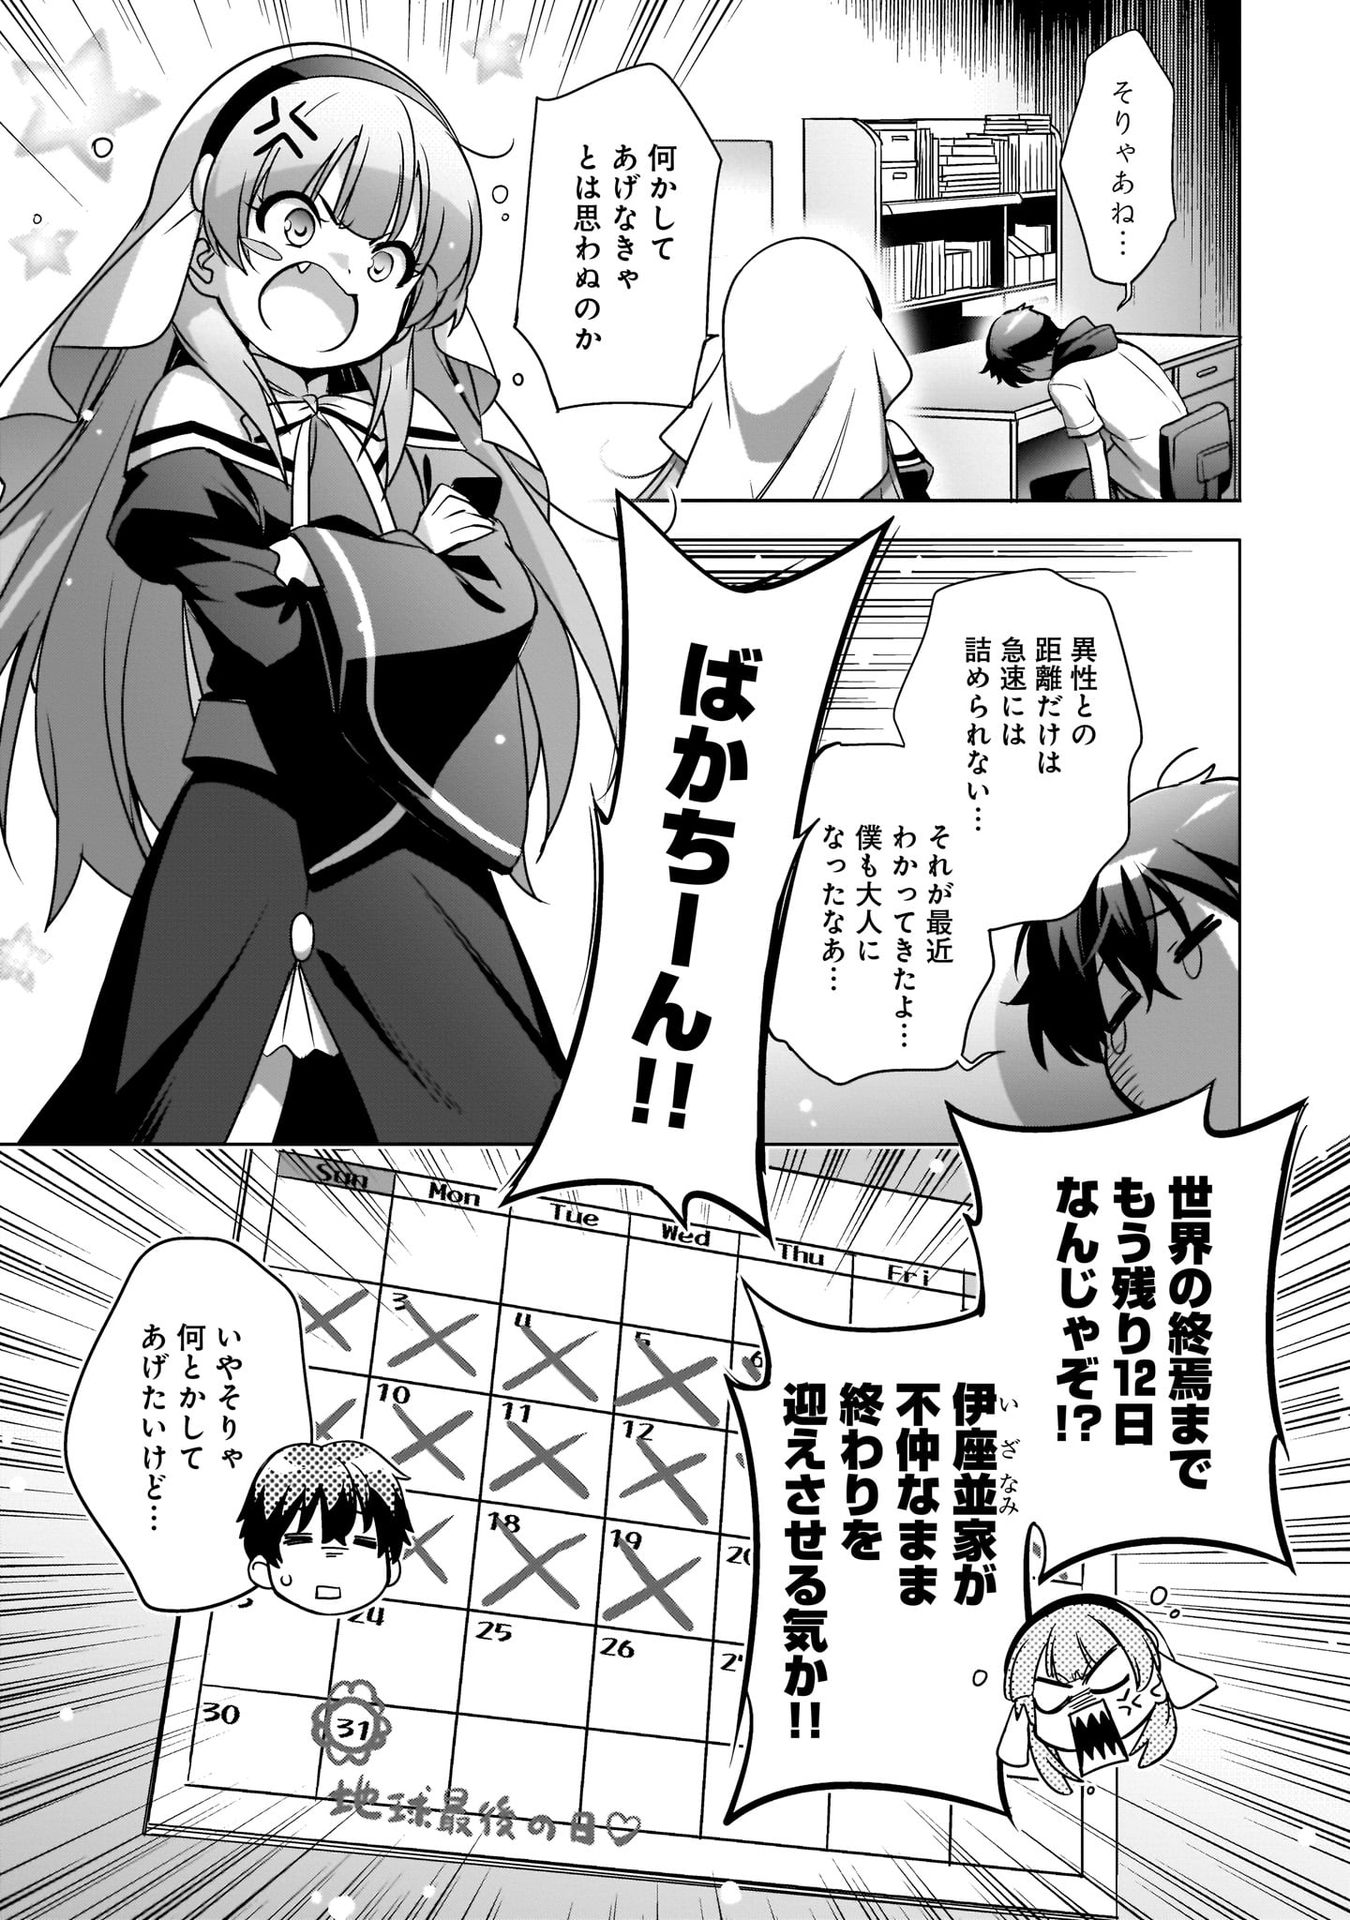 そりゃあね…
何かして
あげなきゃ
とは思わぬのか
異性との
距離だけは
急速には
詰められない…
それが最近
わかってきたよ…
僕も大人に
なったなあ…
ばかちーん!!
世界の終焉まで
もう残り12日
なんじゃぞ!?
伊座並家が
いざなみ
不仲なまま
終わりを
迎えさせる気か!!
いやそりゃ
何とかして
あげたいけど…
Sun Mon Tue Wed Thu Fri
3 4 5 6
10 11 12
18 19 20
24 25 26
30 31
地球最後の日♡